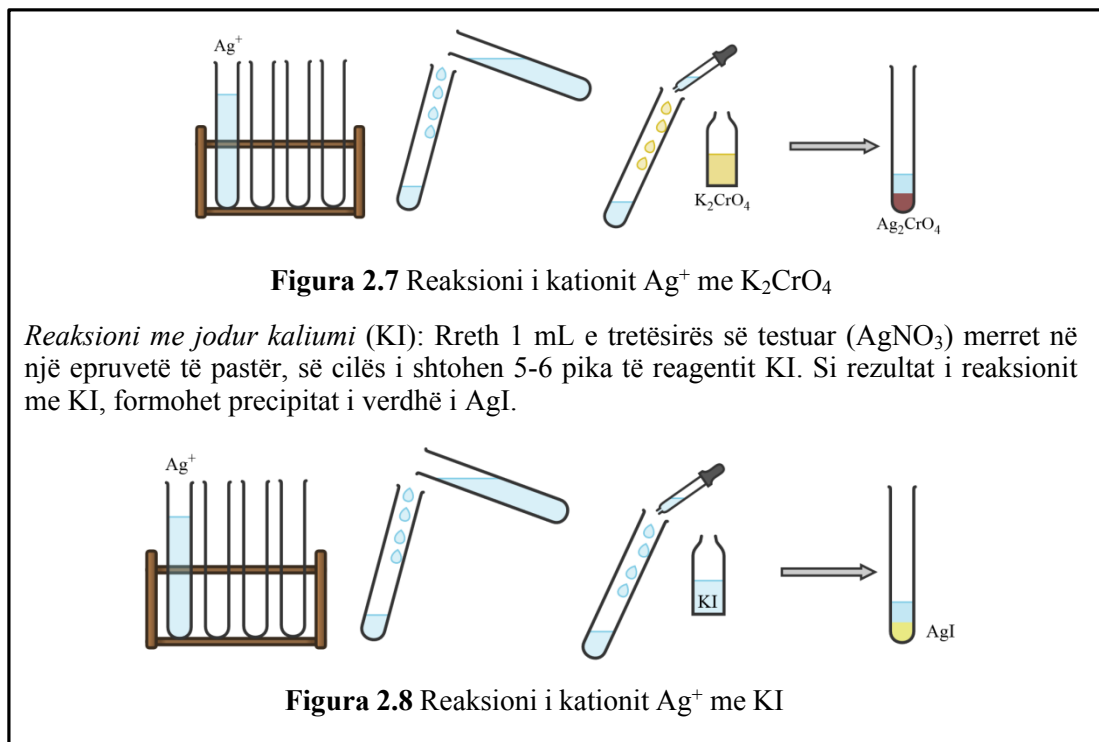 Ag⁺
K₂CrO₄
Ag₂CrO₄
Figura 2.7 Reaksioni i kationit Ag⁺ me K₂CrO₄
Reaksioni me jodur kaliumi (KI): Rreth 1 mL e tretësirës së testuar (AgNO₃) merret në
një epruvetë të pastër, së cilës i shtohen 5-6 pika të reagentit KI. Si rezultat i reaksionit
me KI, formohet precipitat i verdhë i AgI.
Ag⁺
KI
AgI
Figura 2.8 Reaksioni i kationit Ag⁺ me KI